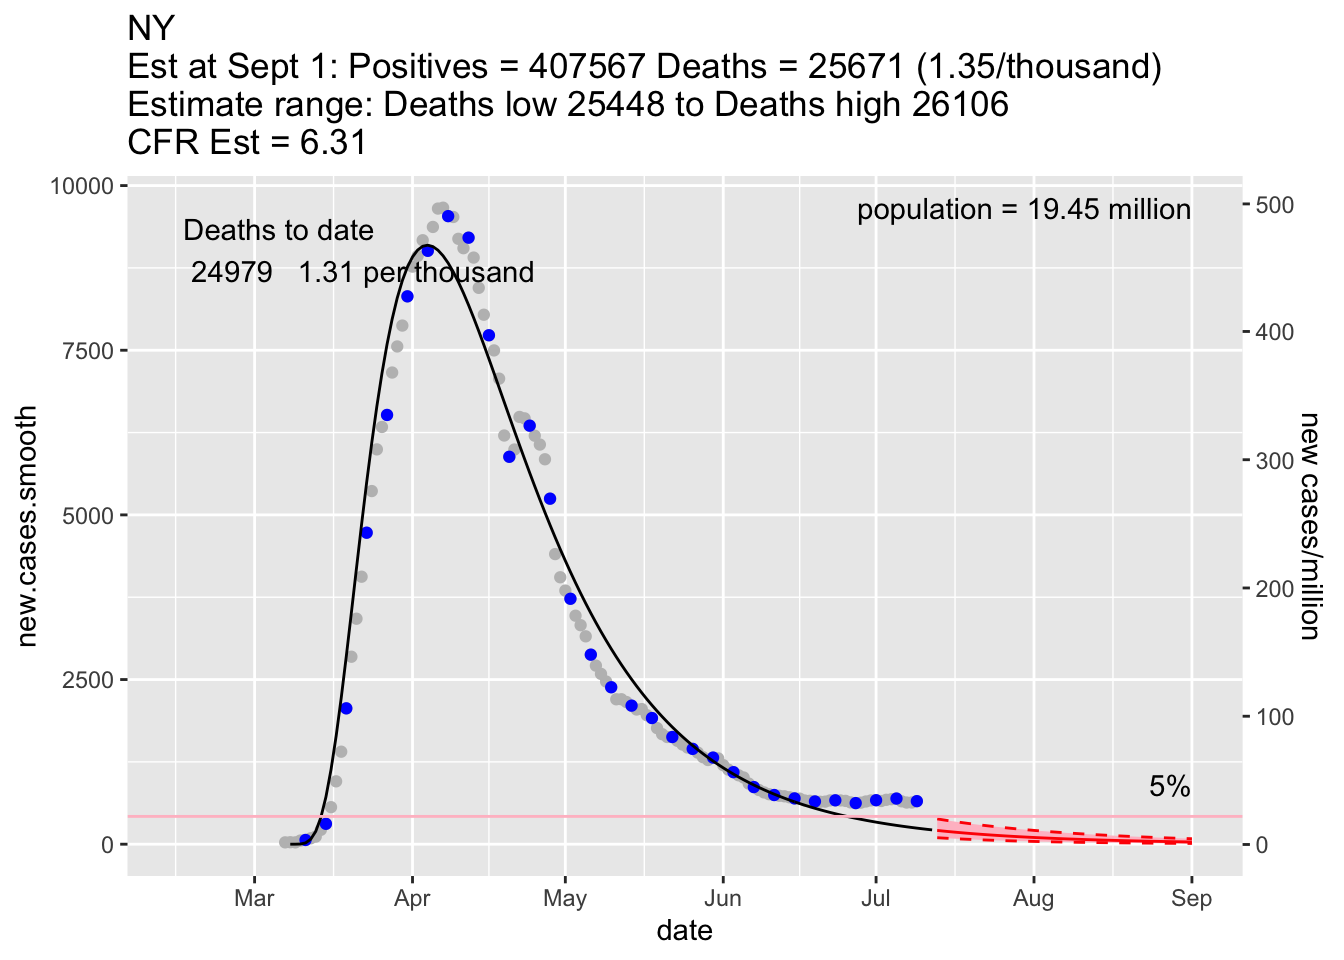 NY
Est at Sept 1: Positives = 407567 Deaths = 25671 (1.35/thousand)
Estimate range: Deaths low 25448 to Deaths high 26106
CFR Est = 6.31
10000
7500
5000
2500
0
new.cases.smooth
Deaths to date
24979 1.31 per thousand
population = 19.45 million
5%
500
400
300
200
100
0
new cases/million
Mar Apr May Jun Jul Aug Sep
date